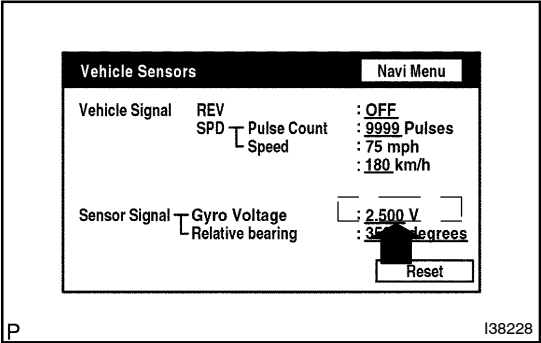 Vehicle Sensors Navi Menu
Vehicle Signal REV : OFF
SPD Pulse Count : 9999 Pulses
Speed : 75 mph
: 180 km/h
Sensor Signal Gyro Voltage : 2.500 V
Relative bearing :
Reset
P I38228